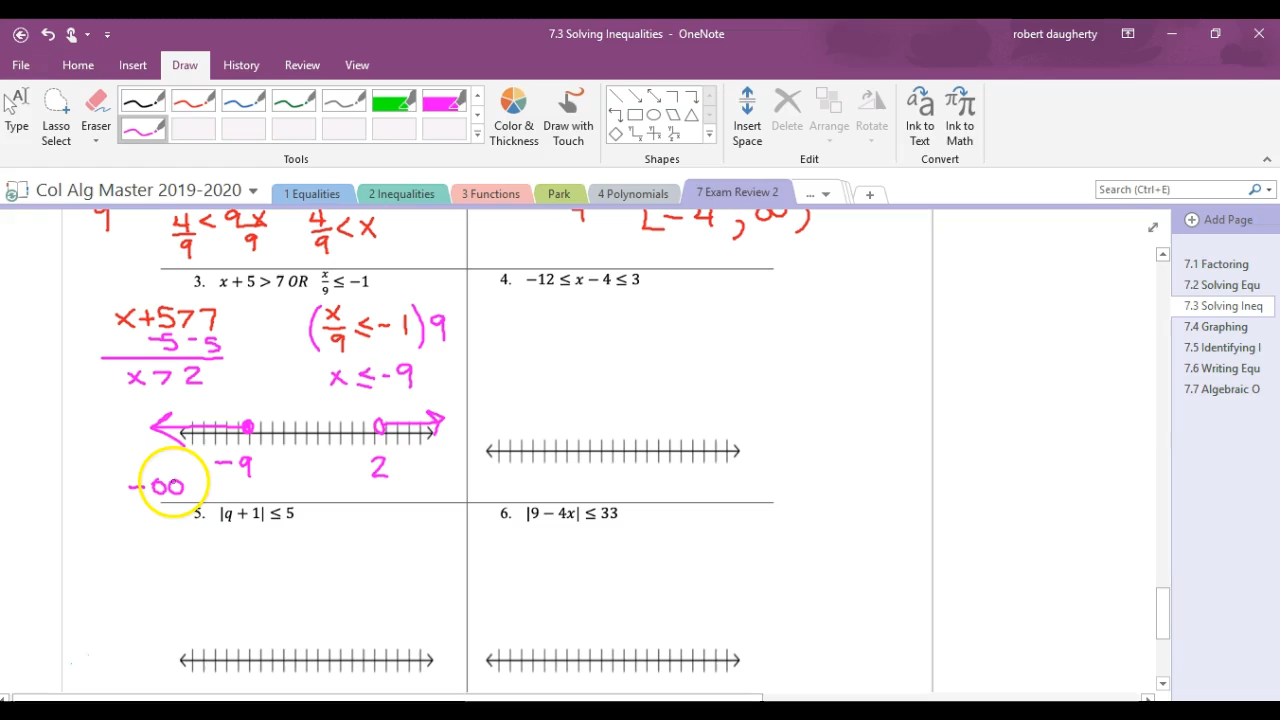 7.3 Solving Inequalities - OneNote
robert daugherty
File Home Insert Draw History Review View
Type
Lasso Select
Eraser
Color & Thickness
Draw with Touch
Insert Space
Delete
Arrange
Rotate
Ink to Text
Ink to Math
Tools
Shapes
Edit
Convert
Col Alg Master 2019-2020
1 Equalities
2 Inequalities
3 Functions
Park
4 Polynomials
7 Exam Review 2
...
Search (Ctrl+E)
Add Page
7.1 Factoring
7.2 Solving Equ
7.3 Solving Ineq
7.4 Graphing
7.5 Identifying I
7.6 Writing Equ
7.7 Algebraic O
9 4/9 < 9x/9 4/9 < x
[-4, ∞)
3. x + 5 > 7 OR x/9 ≤ −1
x+5>7
-5 -5
x > 2
(x/9 ≤ -1) 9
x ≤ -9
-9 2
-∞
4. −12 ≤ x − 4 ≤ 3
5. |q + 1| ≤ 5
6. |9 − 4x| ≤ 33